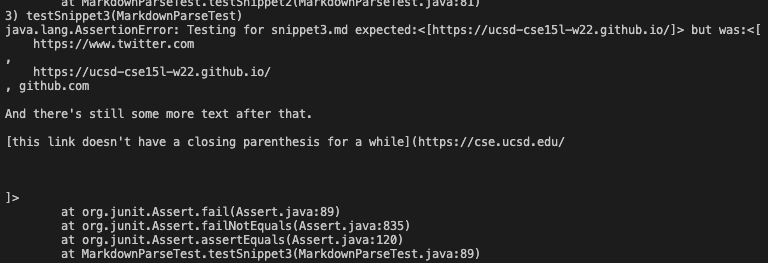 at MarkdownParseTest.testSnippet2(MarkdownParseTest.java:81)
3) testSnippet3(MarkdownParseTest)
java.lang.AssertionError: Testing for snippet3.md expected:<[https://ucsd-cse15l-w22.github.io/]> but was:<[
https://www.twitter.com
,
https://ucsd-cse15l-w22.github.io/
, github.com
And there's still some more text after that.
[this link doesn't have a closing parenthesis for a while](https://cse.ucsd.edu/
]>
at org.junit.Assert.fail(Assert.java:89)
at org.junit.Assert.failNotEquals(Assert.java:835)
at org.junit.Assert.assertEquals(Assert.java:120)
at MarkdownParseTest.testSnippet3(MarkdownParseTest.java:89)